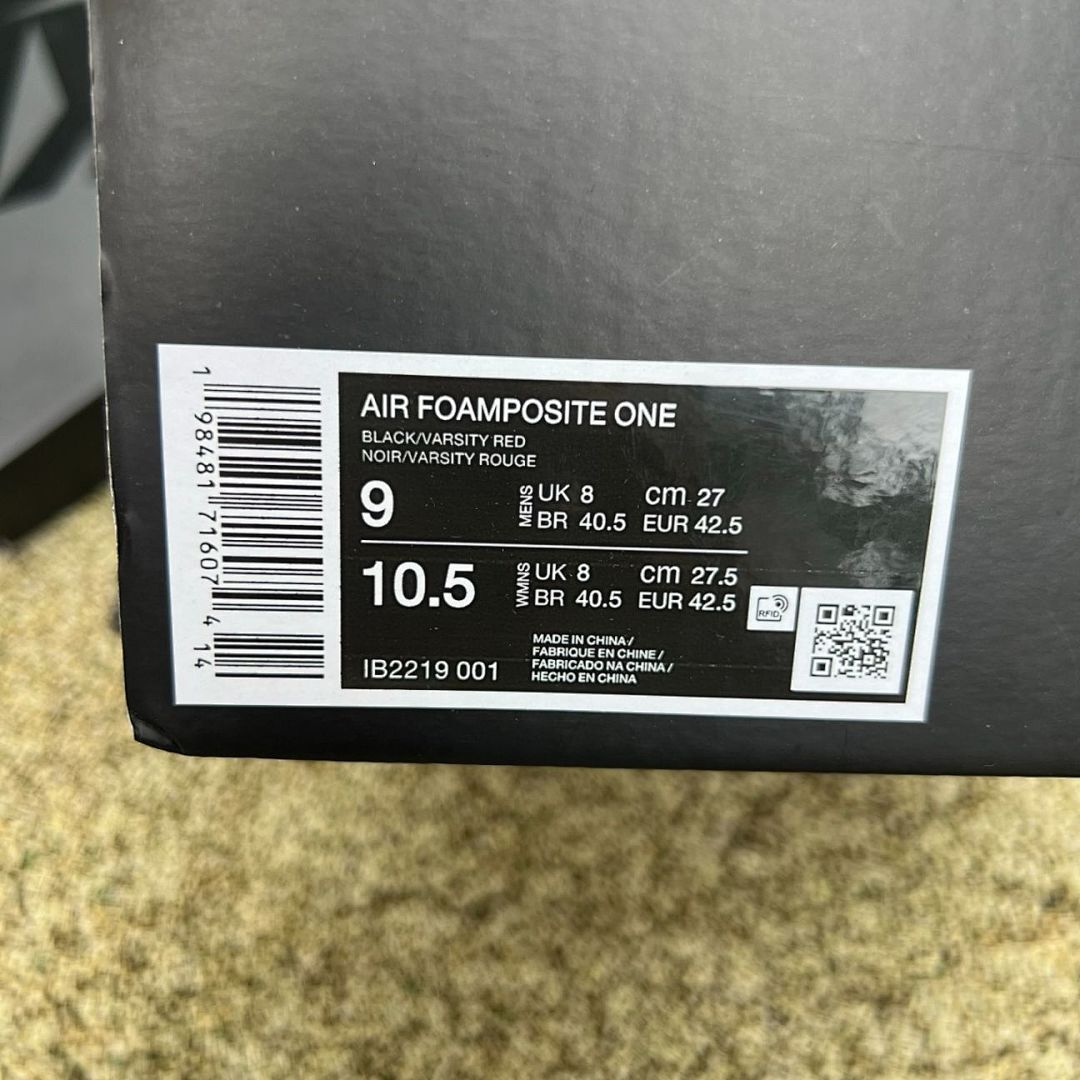 AIR FOAMPOSITE ONE
BLACK/VARSITY RED
NOIR/VARSITY ROUGE
9 MENS UK 8 cm 27
BR 40.5 EUR 42.5
10.5 WMNS UK 8 cm 27.5
BR 40.5 EUR 42.5
RFID
MADE IN CHINA /
FABRIQUE EN CHINE /
FABRICADO NA CHINA /
HECHO EN CHINA
IB2219 001
1 98481 71607 4 14